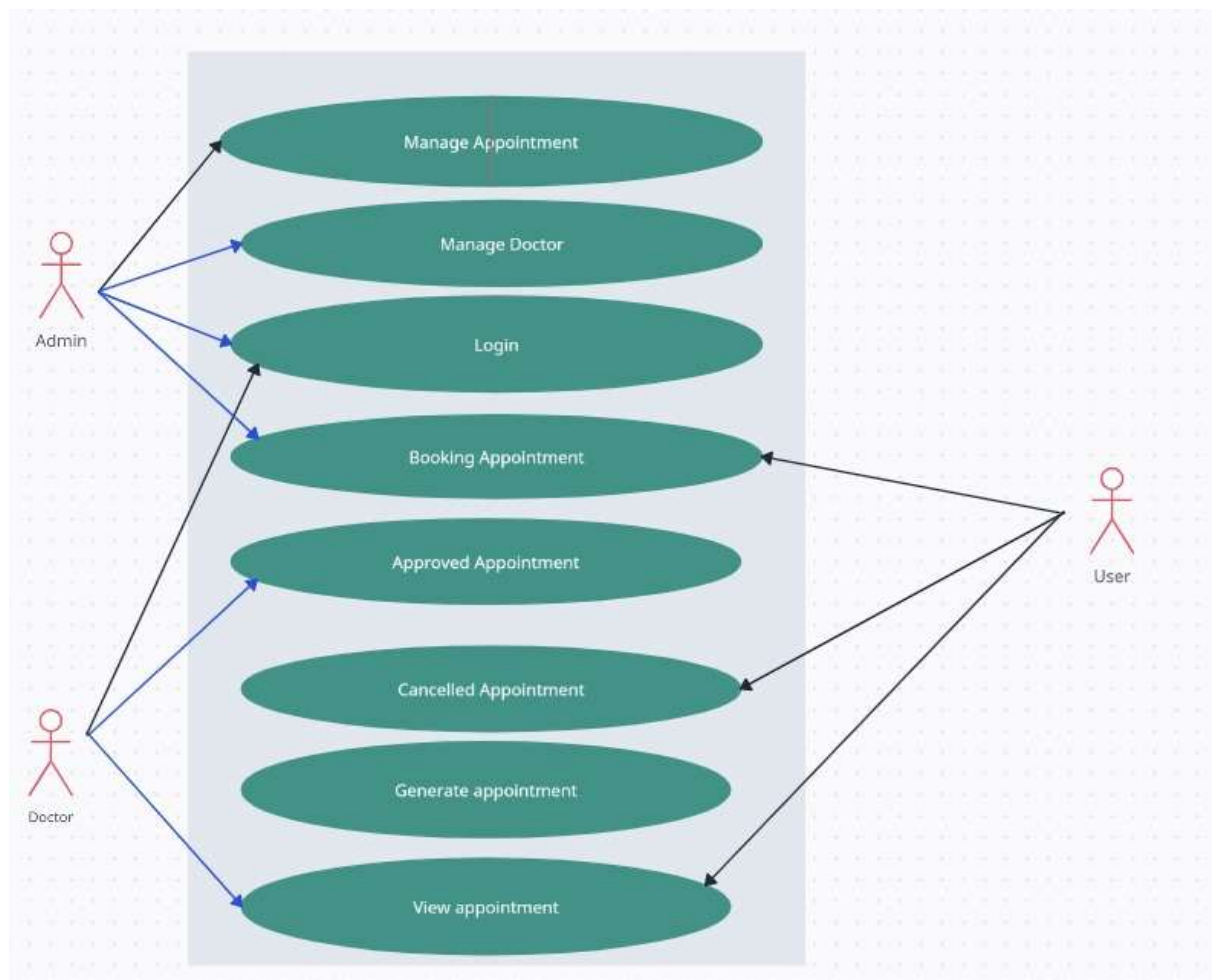 Manage Appointment
Manage Doctor
Admin
Login
Booking Appointment
Approved Appointment
User
Cancelled Appointment
Generate appointment
Doctor
View appointment